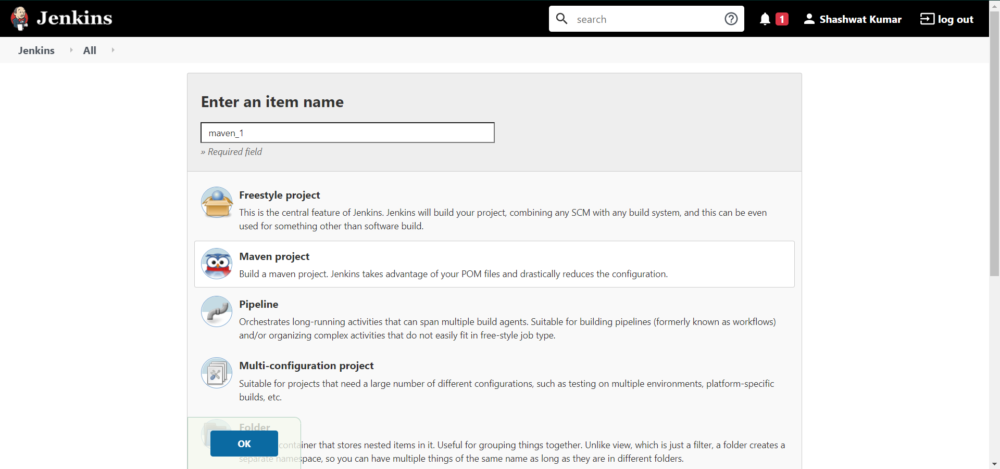 Jenkins
search
1
Shashwat Kumar
log out
Jenkins
All
Enter an item name
maven_1
» Required field
Freestyle project
This is the central feature of Jenkins. Jenkins will build your project, combining any SCM with any build system, and this can be even
used for something other than software build.
Maven project
Build a maven project. Jenkins takes advantage of your POM files and drastically reduces the configuration.
Pipeline
Orchestrates long-running activities that can span multiple build agents. Suitable for building pipelines (formerly known as workflows)
and/or organizing complex activities that do not easily fit in free-style job type.
Multi-configuration project
Suitable for projects that need a large number of different configurations, such as testing on multiple environments, platform-specific
builds, etc.
Folder
OK
container that stores nested items in it. Useful for grouping things together. Unlike view, which is just a filter, a folder creates a
separate namespace, so you can have multiple things of the same name as long as they are in different folders.